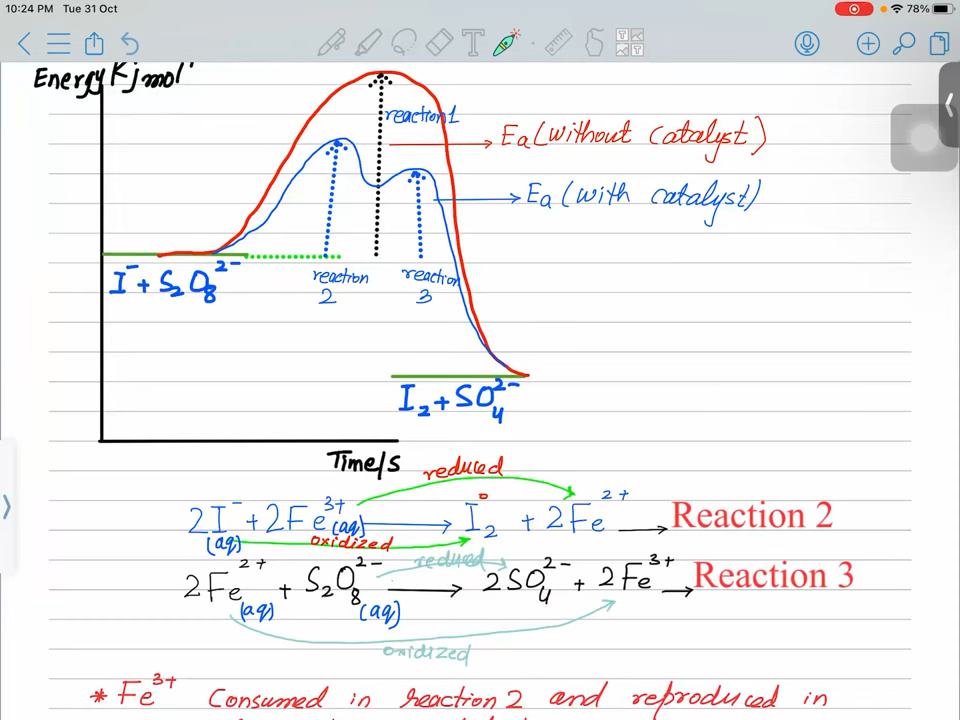 10:24 PM Tue 31 Oct
78%
Energy Kj mol
reaction 1
Ea (without catalyst)
Ea (with catalyst)
I⁻ + S₂O₈²⁻
reaction 2
reaction 3
I₂ + SO₄²⁻
Time/s
reduced
2I⁻(aq) + 2Fe³⁺(aq) → I₂⁰ + 2Fe²⁺ → Reaction 2
oxidized
reduced
2Fe²⁺(aq) + S₂O₈²⁻(aq) → 2SO₄²⁻ + 2Fe³⁺ → Reaction 3
oxidized
* Fe³⁺ Consumed in reaction 2 and reproduced in